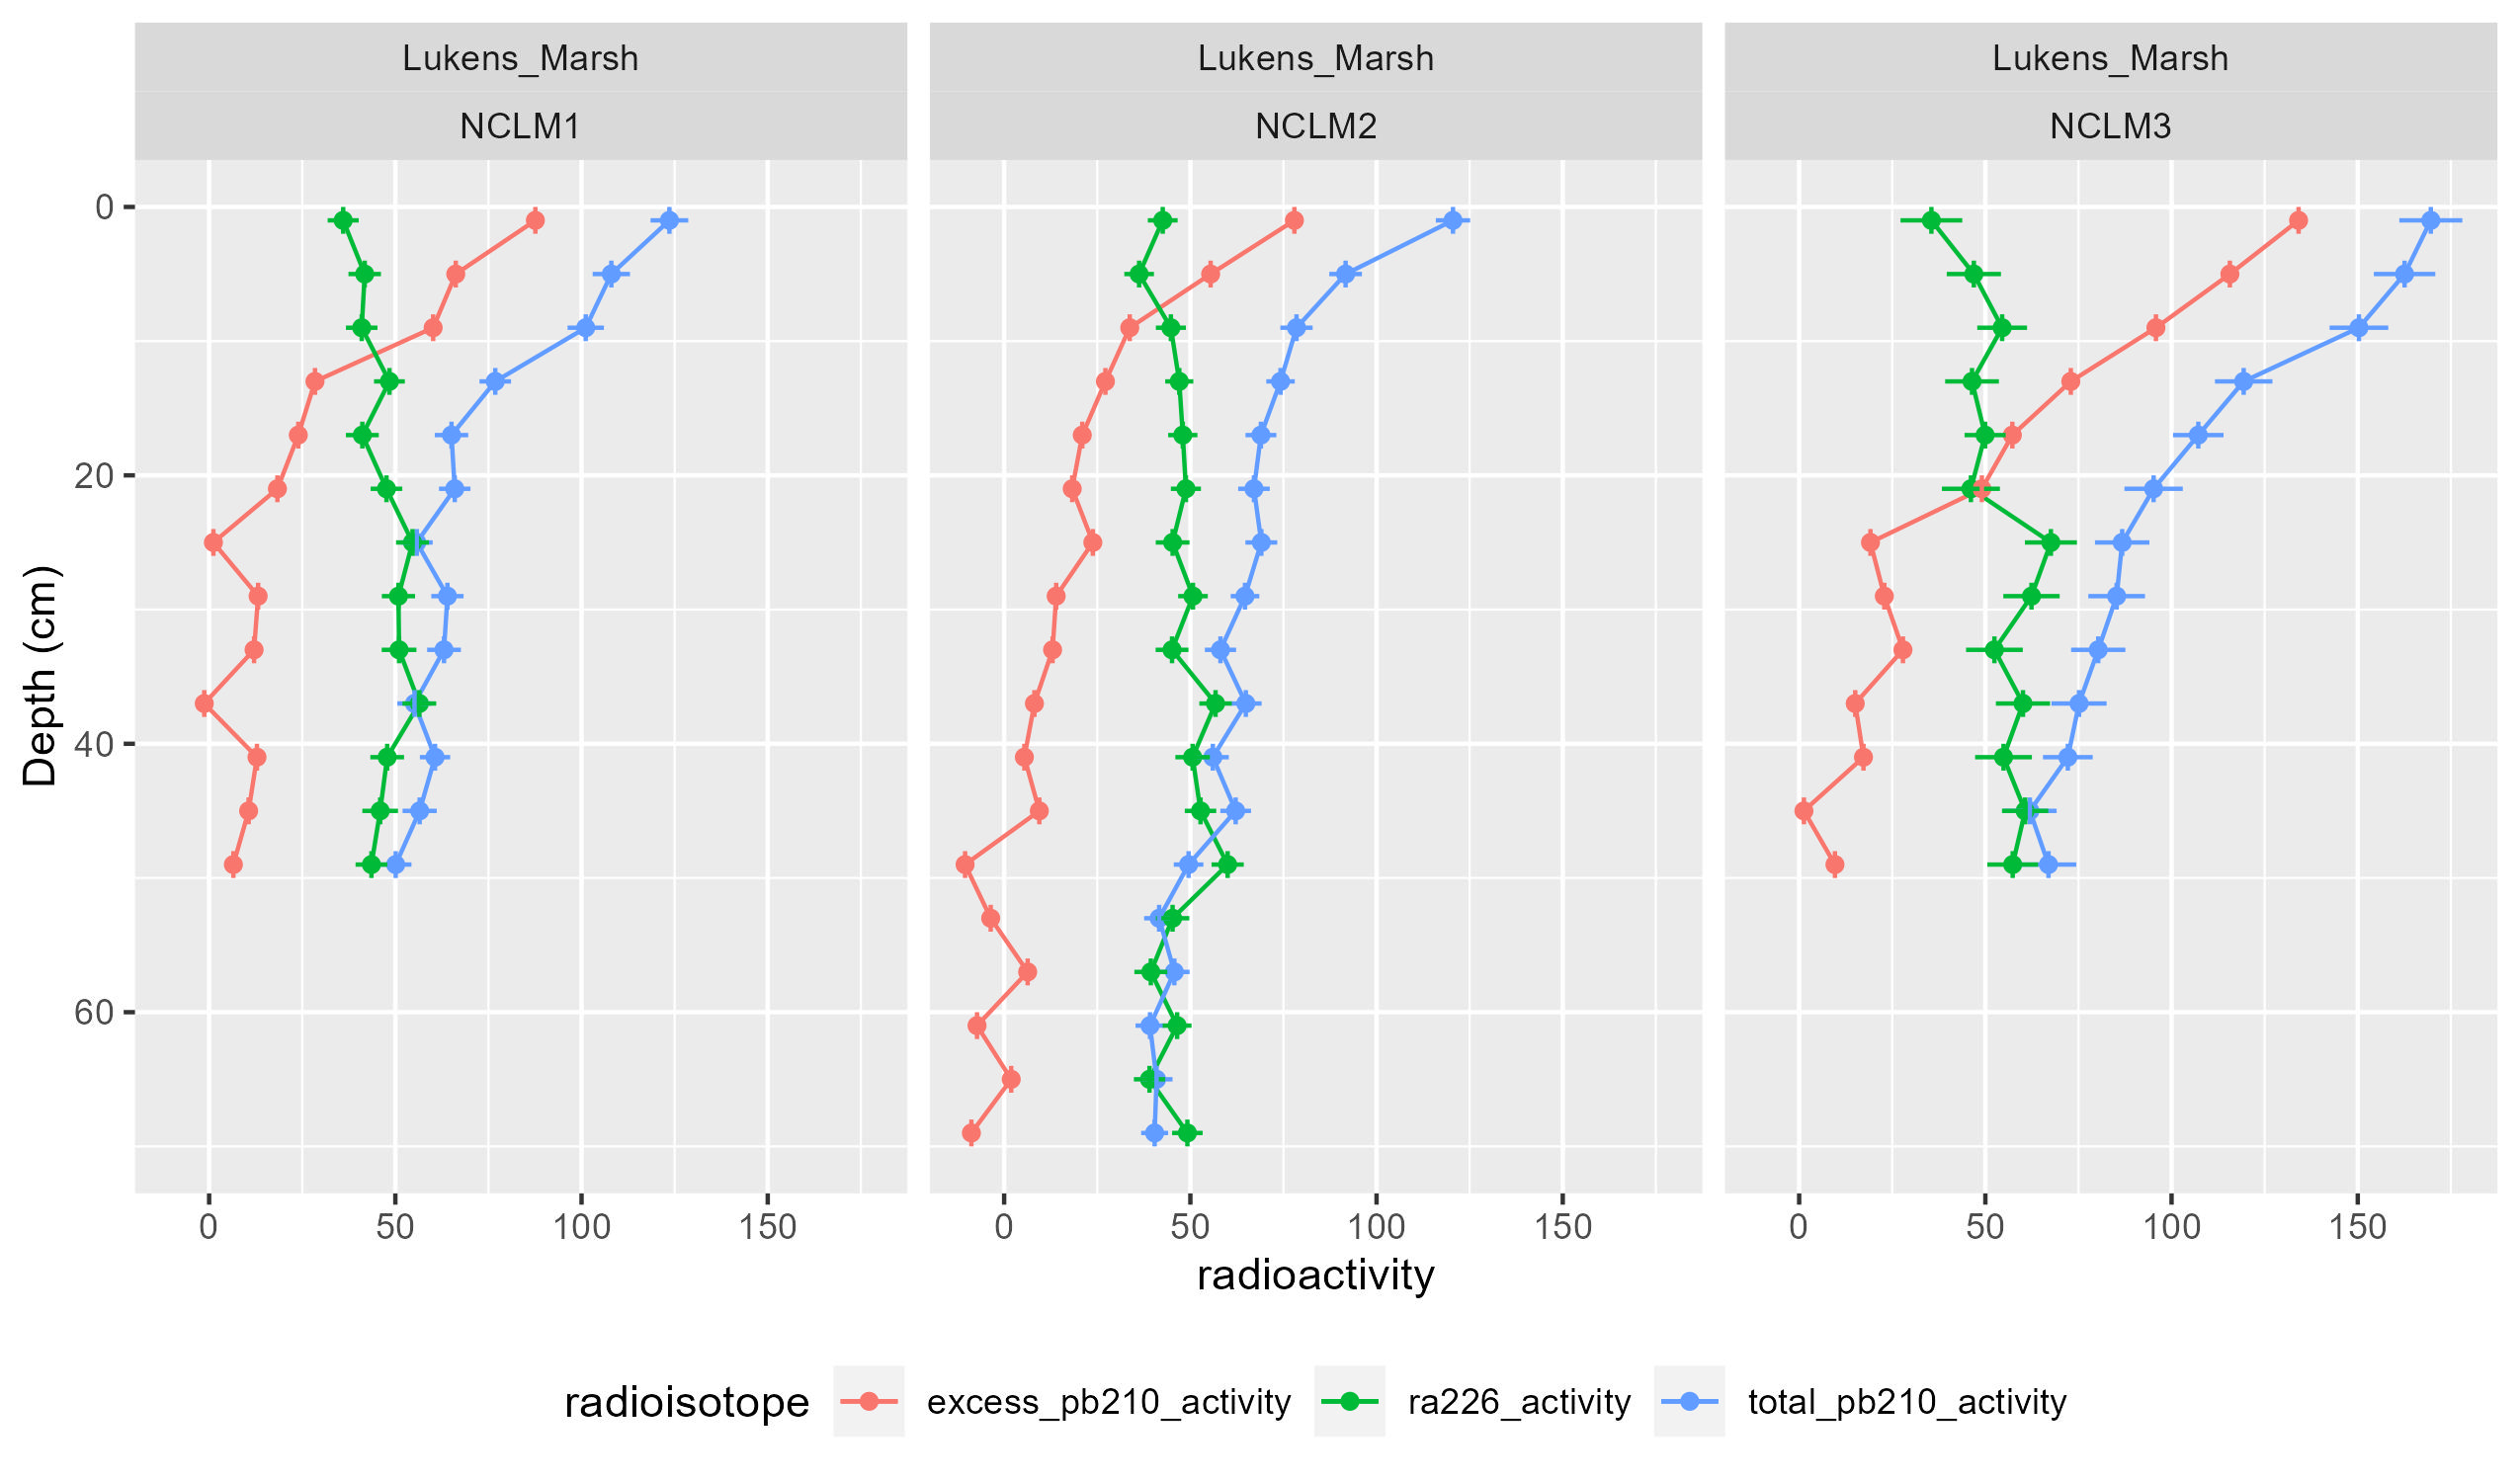 Lukens_Marsh Lukens_Marsh Lukens_Marsh
NCLM1 NCLM2 NCLM3
0
20
40
60
Depth (cm)
0 50 100 150 0 50 100 150 0 50 100 150
radioactivity
radioisotope excess_pb210_activity ra226_activity total_pb210_activity